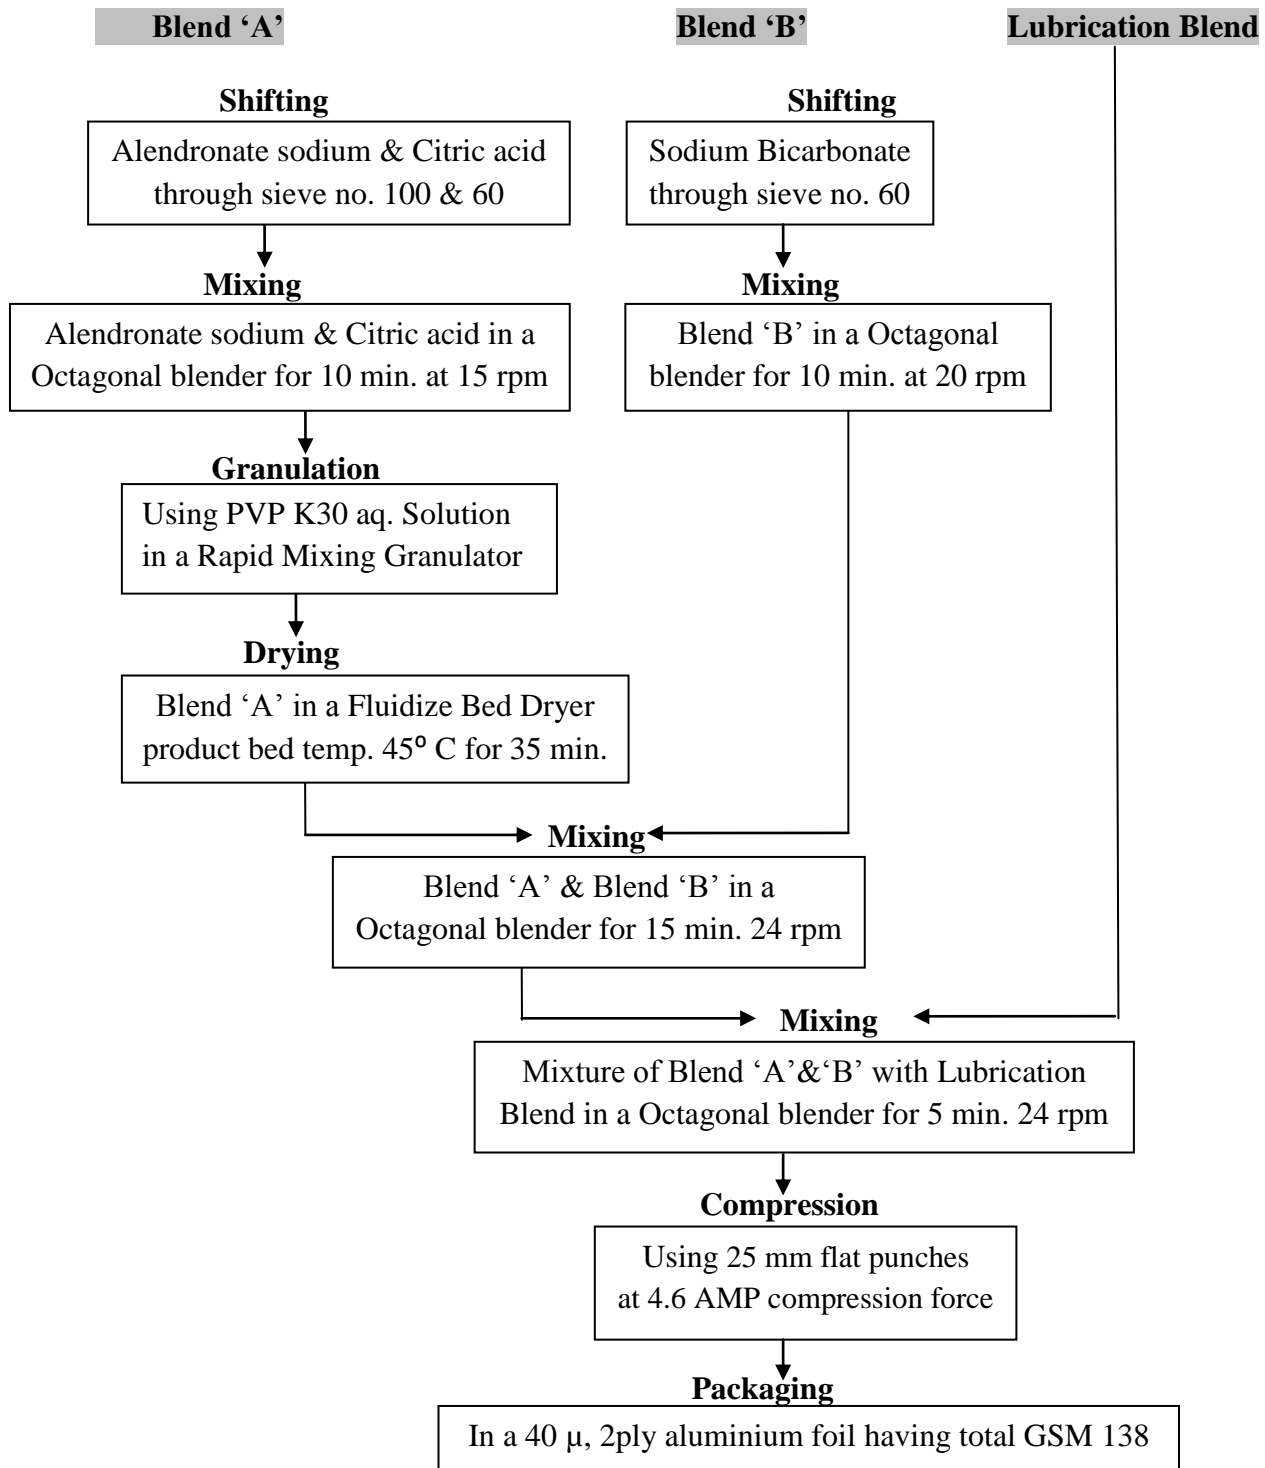 Blend ‘A’
Blend ‘B’
Lubrication Blend
Shifting
Shifting
Alendronate sodium & Citric acid
through sieve no. 100 & 60
Sodium Bicarbonate
through sieve no. 60
Mixing
Mixing
Alendronate sodium & Citric acid in a
Octagonal blender for 10 min. at 15 rpm
Blend ‘B’ in a Octagonal
blender for 10 min. at 20 rpm
Granulation
Using PVP K30 aq. Solution
in a Rapid Mixing Granulator
Drying
Blend ‘A’ in a Fluidize Bed Dryer
product bed temp. 45⁰ C for 35 min.
Mixing
Blend ‘A’ & Blend ‘B’ in a
Octagonal blender for 15 min. 24 rpm
Mixing
Mixture of Blend ‘A’&‘B’ with Lubrication
Blend in a Octagonal blender for 5 min. 24 rpm
Compression
Using 25 mm flat punches
at 4.6 AMP compression force
Packaging
In a 40 µ, 2ply aluminium foil having total GSM 138